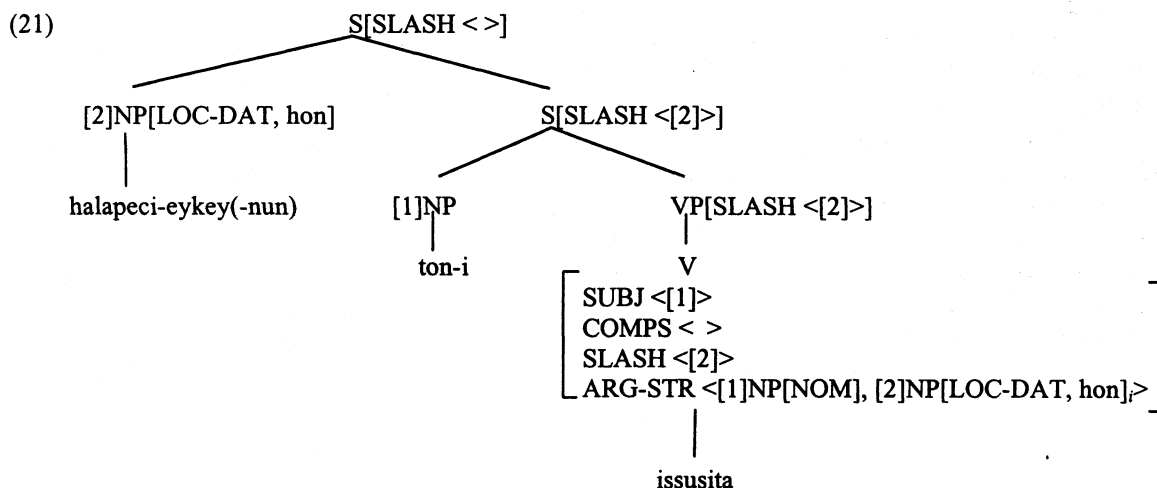 (21) S[SLASH < >]
[2]NP[LOC-DAT, hon] S[SLASH <[2]>]
halapeci-eykey(-nun) [1]NP VP[SLASH <[2]>]
ton-i V
SUBJ <[1]>
COMPS < >
SLASH <[2]>
ARG-STR <[1]NP[NOM], [2]NP[LOC-DAT, hon]i>
issusita